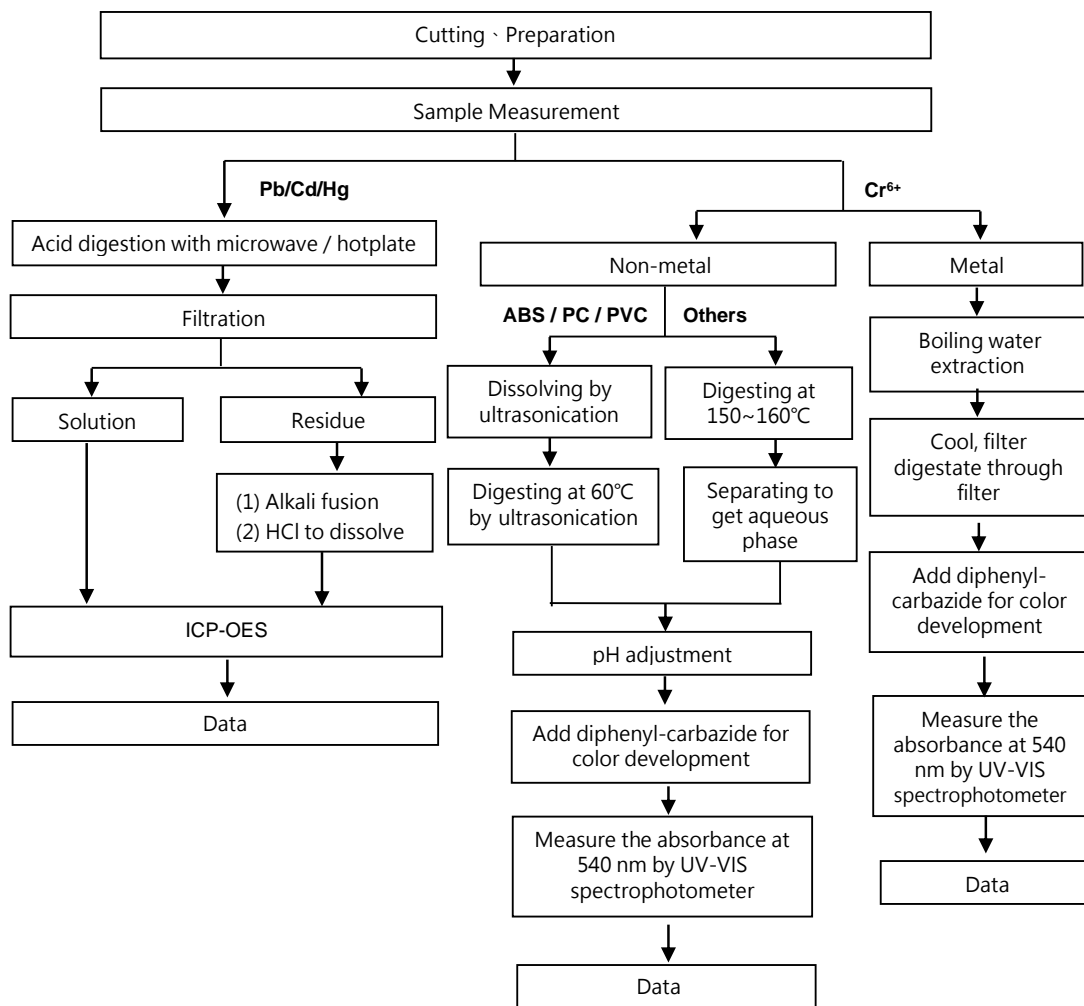 Cutting、Preparation
Sample Measurement
Pb/Cd/Hg
Cr⁶⁺
Acid digestion with microwave / hotplate
Filtration
Solution
Residue
(1) Alkali fusion
(2) HCl to dissolve
ICP-OES
Data
Non-metal
ABS / PC / PVC
Others
Dissolving by
ultrasonication
Digesting at 60℃
by ultrasonication
Digesting at
150~160℃
Separating to
get aqueous
phase
pH adjustment
Add diphenyl-carbazide for
color development
Measure the absorbance at
540 nm by UV-VIS
spectrophotometer
Data
Metal
Boiling water
extraction
Cool, filter
digestate through
filter
Add diphenyl-
carbazide for color
development
Measure the
absorbance at 540
nm by UV-VIS
spectrophotometer
Data